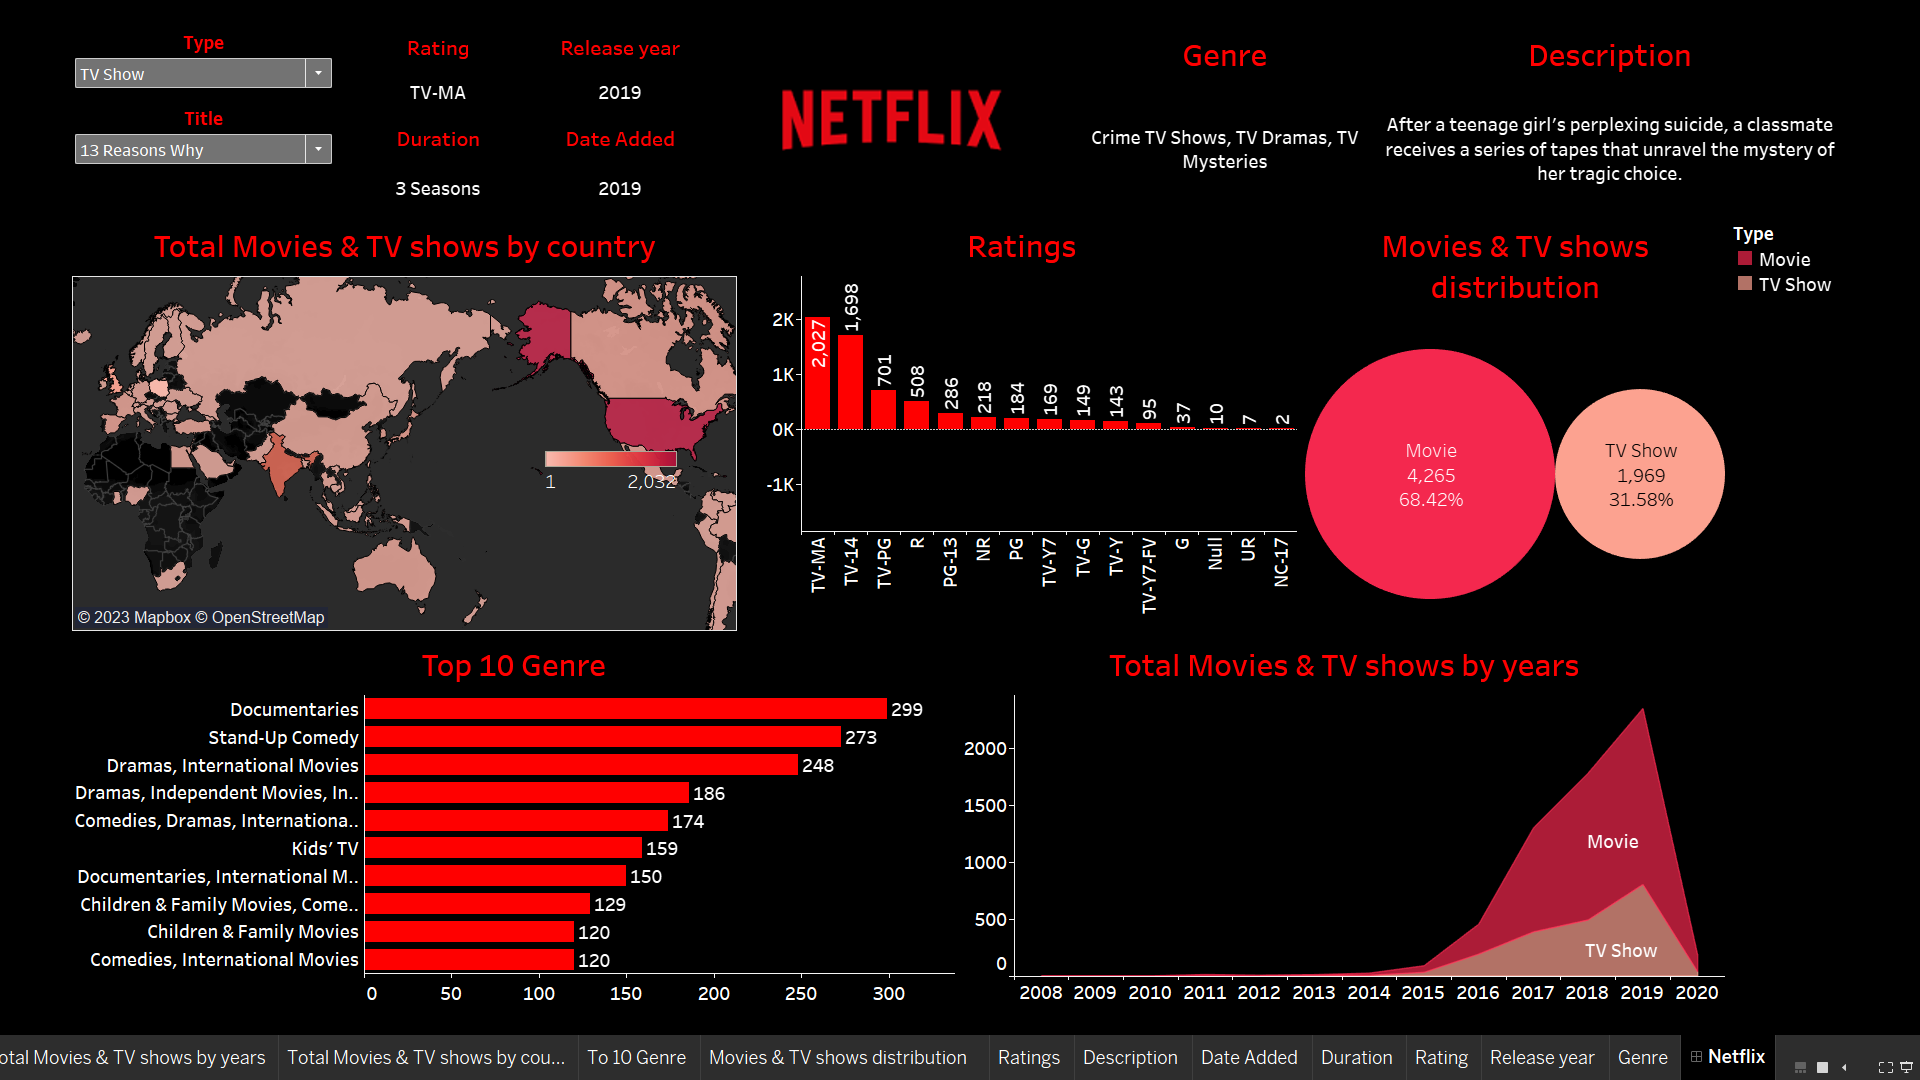 Type
TV Show
Title
13 Reasons Why
Rating
TV-MA
Duration
3 Seasons
Release year
2019
Date Added
2019
NETFLIX
Genre
Crime TV Shows, TV Dramas, TV
Mysteries
Description
After a teenage girl's perplexing suicide, a classmate
receives a series of tapes that unravel the mystery of
her tragic choice.
Total Movies & TV shows by country
1
2,032
© 2023 Mapbox © OpenStreetMap
Ratings
2K
1K
0K
-1K
2,027
1,698
701
508
286
218
184
169
149
143
95
37
10
7
2
TV-MA
TV-14
TV-PG
R
PG-13
NR
PG
TV-Y7
TV-G
TV-Y
TV-Y7-FV
G
Null
UR
NC-17
Movies & TV shows
distribution
Type
Movie
TV Show
Movie
4,265
68.42%
TV Show
1,969
31.58%
Top 10 Genre
Documentaries 299
Stand-Up Comedy 273
Dramas, International Movies 248
Dramas, Independent Movies, In.. 186
Comedies, Dramas, Internationa.. 174
Kids' TV 159
Documentaries, International M.. 150
Children & Family Movies, Come.. 129
Children & Family Movies 120
Comedies, International Movies 120
0 50 100 150 200 250 300
Total Movies & TV shows by years
2000
1500
1000
500
0
Movie
TV Show
2008 2009 2010 2011 2012 2013 2014 2015 2016 2017 2018 2019 2020
otal Movies & TV shows by years
Total Movies & TV shows by cou...
To 10 Genre
Movies & TV shows distribution
Ratings
Description
Date Added
Duration
Rating
Release year
Genre
Netflix